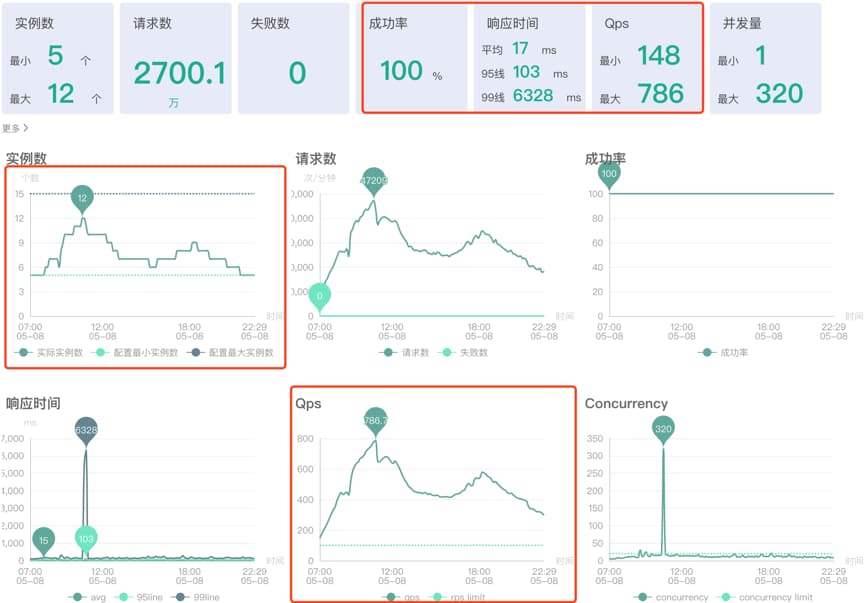 实例数
最小 5 个
最大 12 个
请求数
2700.1
万
失败数
0
成功率
100 %
响应时间
平均 17 ms
95线 103 ms
99线 6328 ms
Qps
最小 148
最大 786
并发量
最小 1
最大 320
更多 >
实例数
个数
15
12
9
6
3
0
12
07:00
05-08
12:00
05-08
18:00
05-08
22:29
05-08
时间
实际实例数 配置最小实例数 配置最大实例数
请求数
次/分钟
0,000
0,000
0,000
0,000
0,000
0
47209
0
07:00
05-08
12:00
05-08
18:00
05-08
22:29
05-08
时间
请求数 失败数
成功率
100
100
80
60
40
20
0
07:00
05-08
12:00
05-08
18:00
05-08
22:29
05-08
时间
成功率
响应时间
ms
7,000
6,000
5,000
4,000
3,000
2,000
1,000
0
6328
15
103
07:00
05-08
12:00
05-08
18:00
05-08
22:29
05-08
时间
avg 95line 99line
Qps
800
600
400
200
0
786.7
07:00
05-08
12:00
05-08
18:00
05-08
22:29
05-08
时间
qps rps limit
Concurrency
350
300
250
200
150
100
50
0
320
07:00
05-08
12:00
05-08
18:00
05-08
22:29
05-08
时间
concurrency concurrency limit